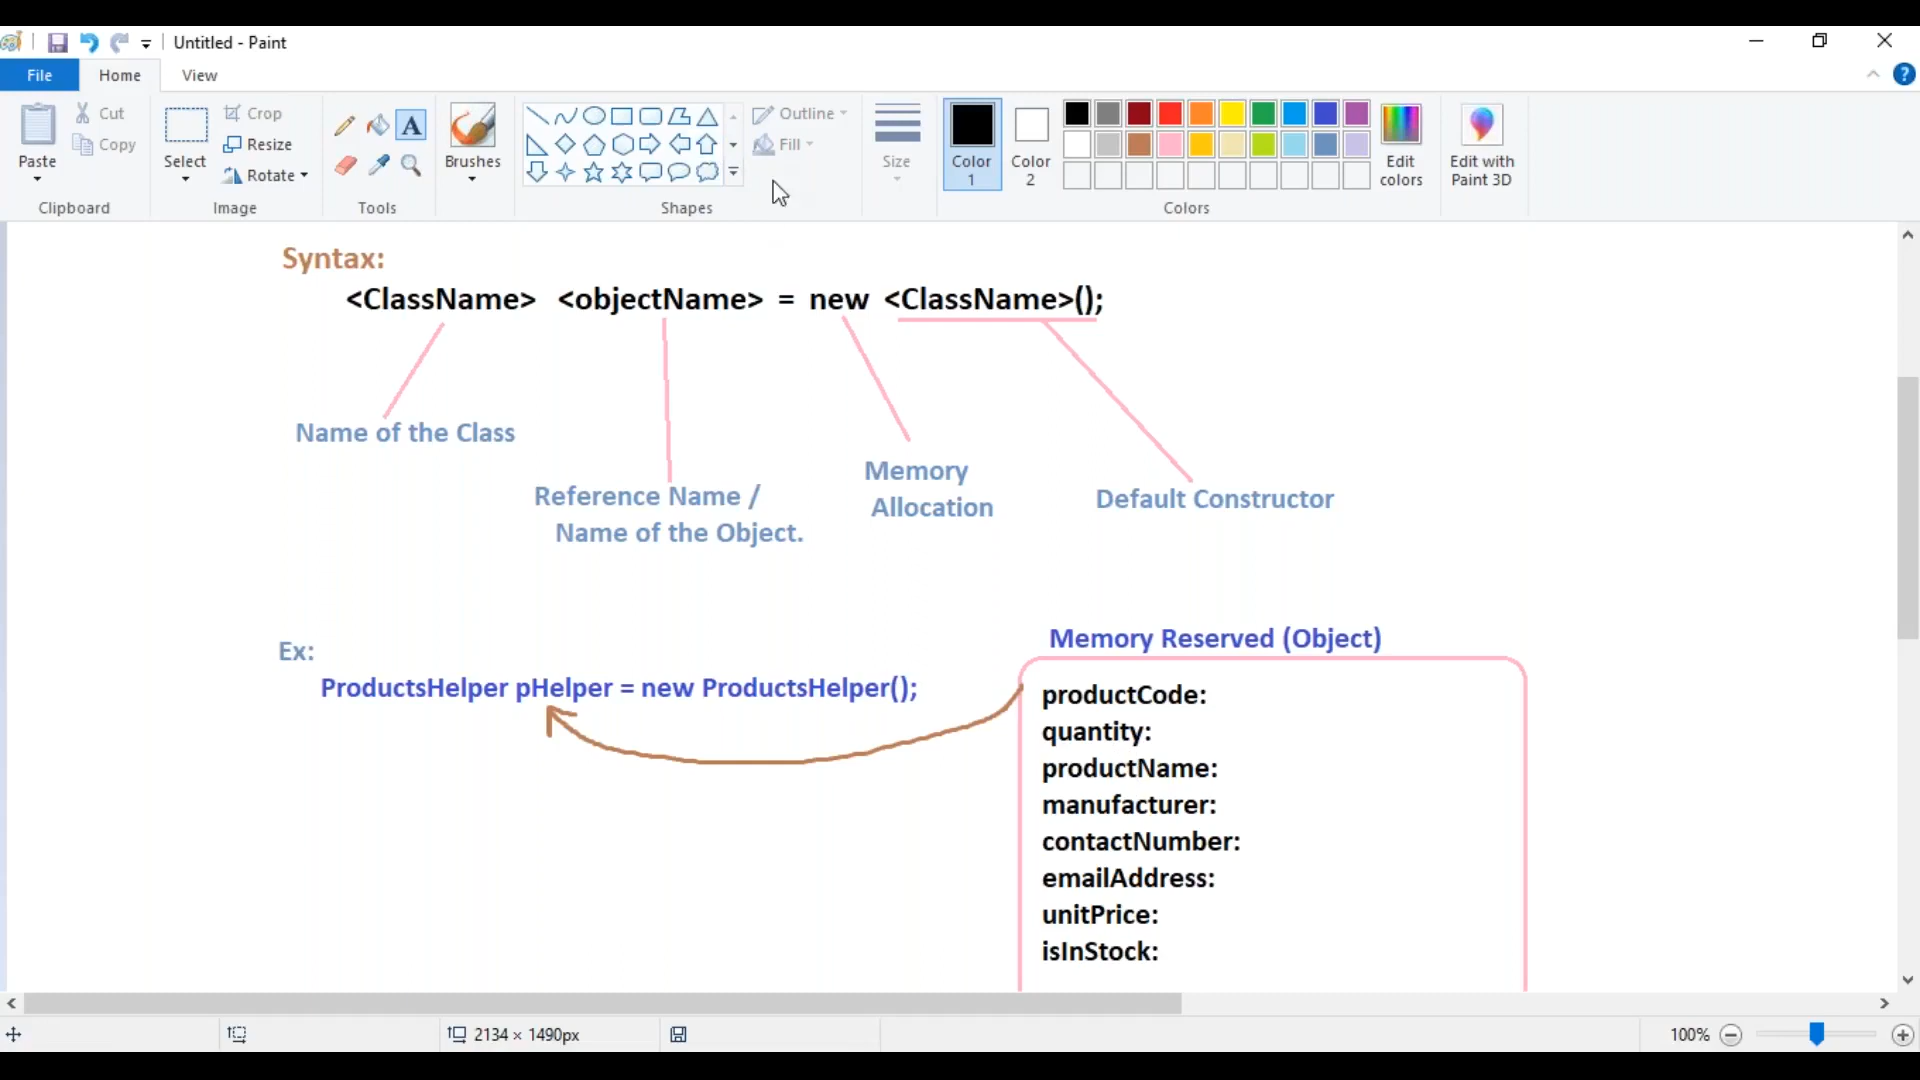 Untitled - Paint
File Home View
Paste
Cut
Copy
Clipboard
Select
Crop
Resize
Rotate
Image
A
Tools
Brushes
Outline
Fill
Shapes
Size
Color 1
Color 2
Edit colors
Colors
Edit with Paint 3D
?
Syntax:
<ClassName> <objectName> = new <ClassName>();
Name of the Class
Reference Name /
Name of the Object.
Memory
Allocation
Default Constructor
Ex:
ProductsHelper pHelper = new ProductsHelper();
Memory Reserved (Object)
productCode:
quantity:
productName:
manufacturer:
contactNumber:
emailAddress:
unitPrice:
isInStock:
2134 × 1490px
100%